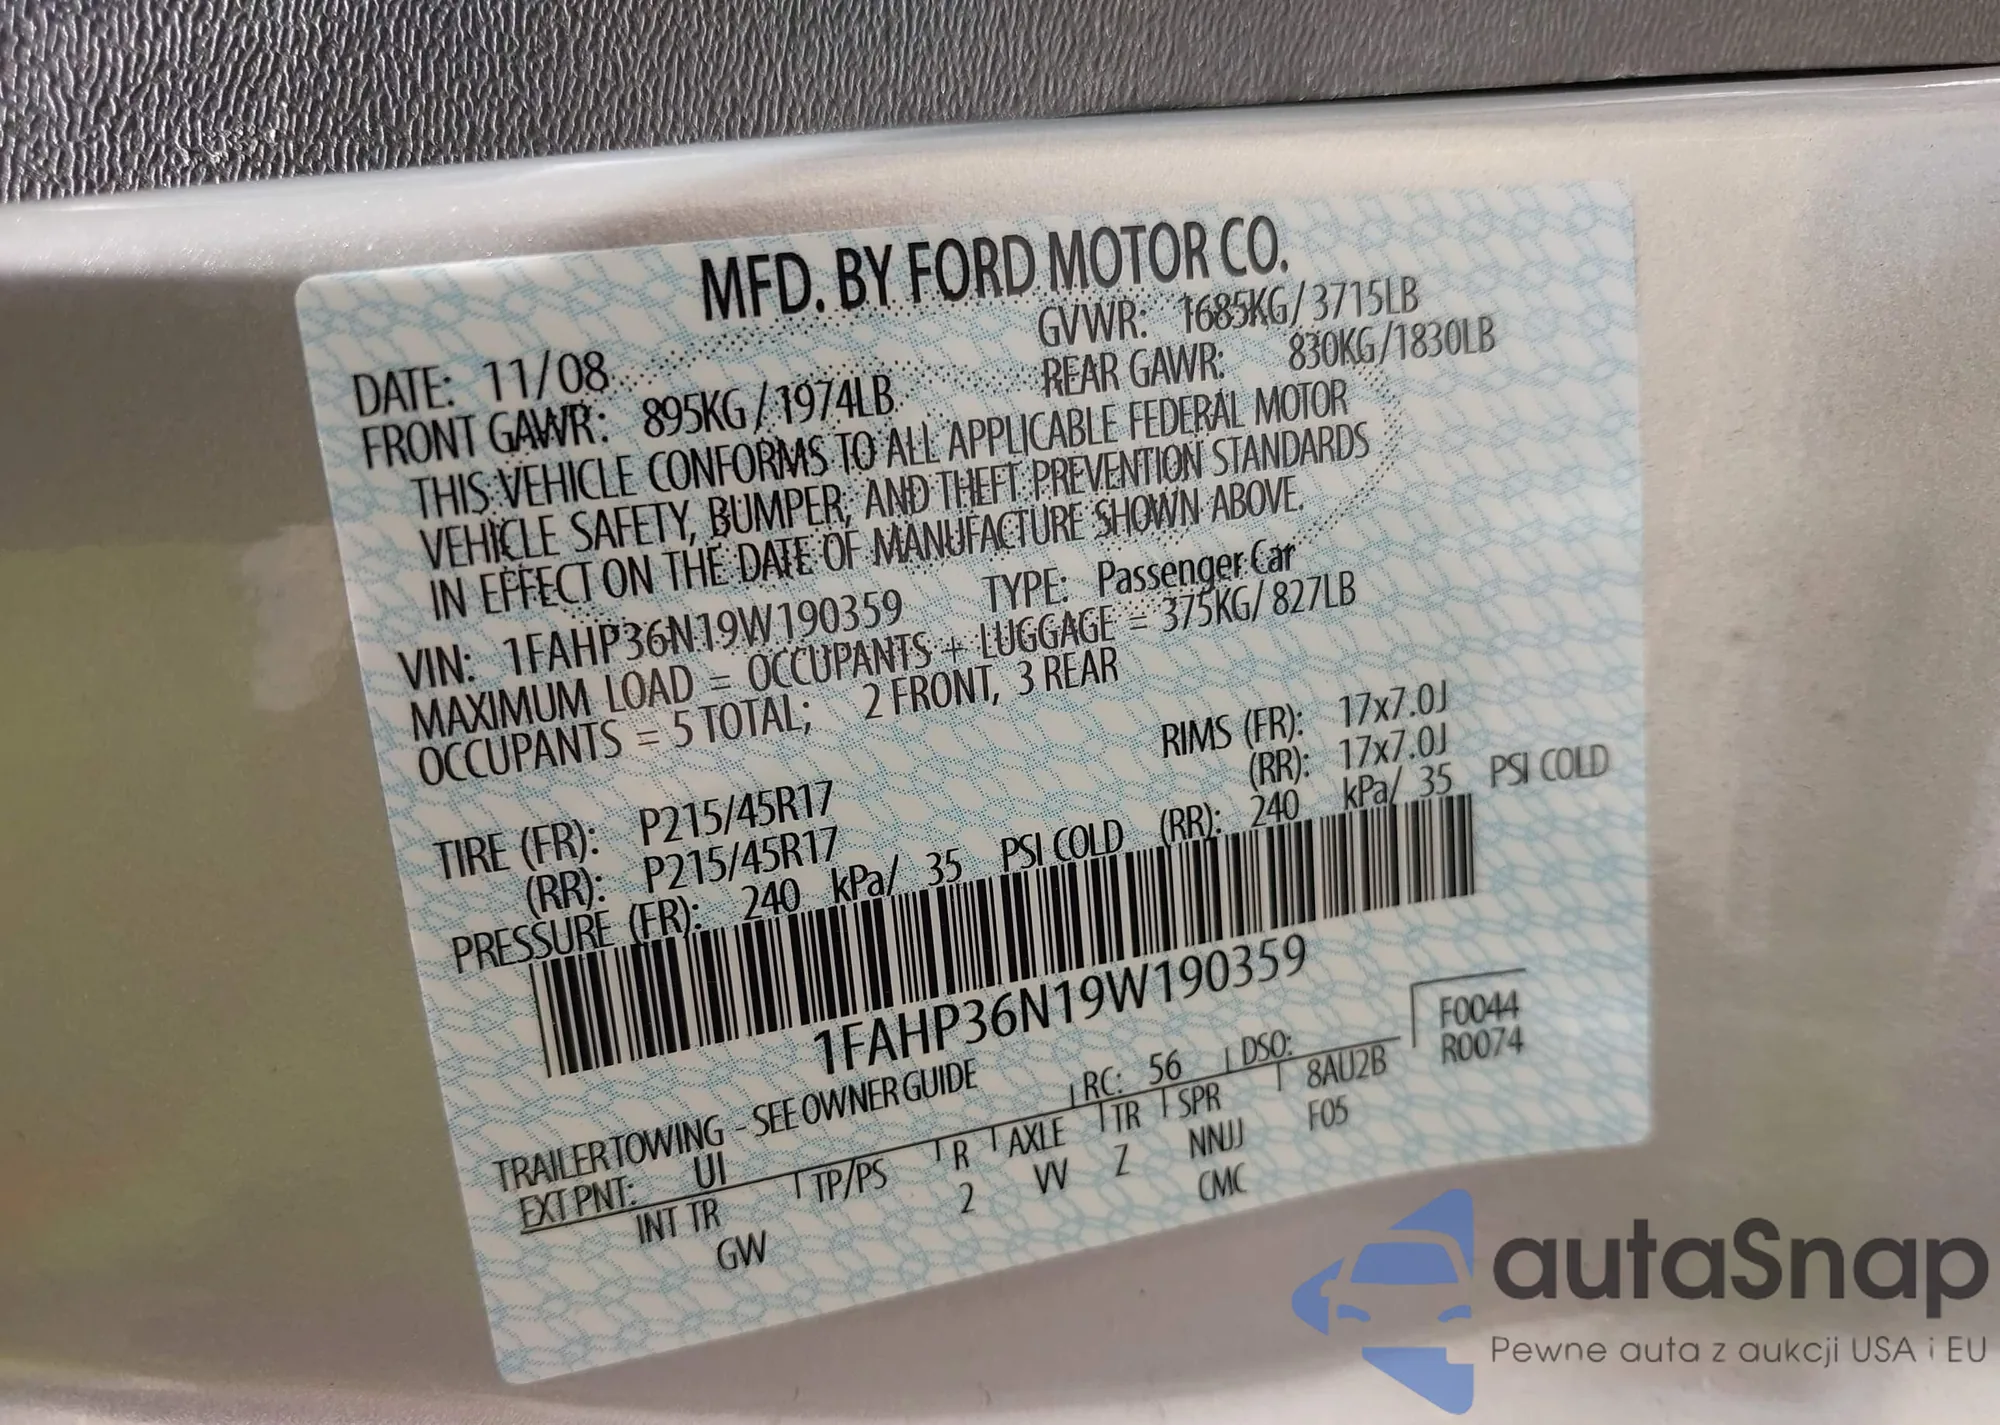 MFD. BY FORD MOTOR CO.
DATE: 11/08 GVWR: 1685KG/3715LB
FRONT GAWR: 895KG/1974LB REAR GAWR: 830KG/1830LB
THIS VEHICLE CONFORMS TO ALL APPLICABLE FEDERAL MOTOR
VEHICLE SAFETY, BUMPER, AND THEFT PREVENTION STANDARDS
IN EFFECT ON THE DATE OF MANUFACTURE SHOWN ABOVE.
VIN: 1FAHP36N19W190359 TYPE: Passenger Car
MAXIMUM LOAD = OCCUPANTS + LUGGAGE = 375KG/827LB
OCCUPANTS = 5 TOTAL; 2 FRONT, 3 REAR
TIRE (FR): P215/45R17 RIMS (FR): 17x7.0J
(RR): P215/45R17 (RR): 17x7.0J
PRESSURE (FR): 240 kPa/ 35 PSI COLD (RR): 240 kPa/ 35 PSI COLD
1FAHP36N19W190359
F0044
R0074
TRAILER TOWING - SEE OWNER GUIDE
EXT PNT: UI RC: 56 DSO:
INT TR TP/PS R AXLE TR SPR 8AU2B
GW 2 VV Z NNJJ F05
CMC
autaSnap
Pewne auta z aukcji USA i EU